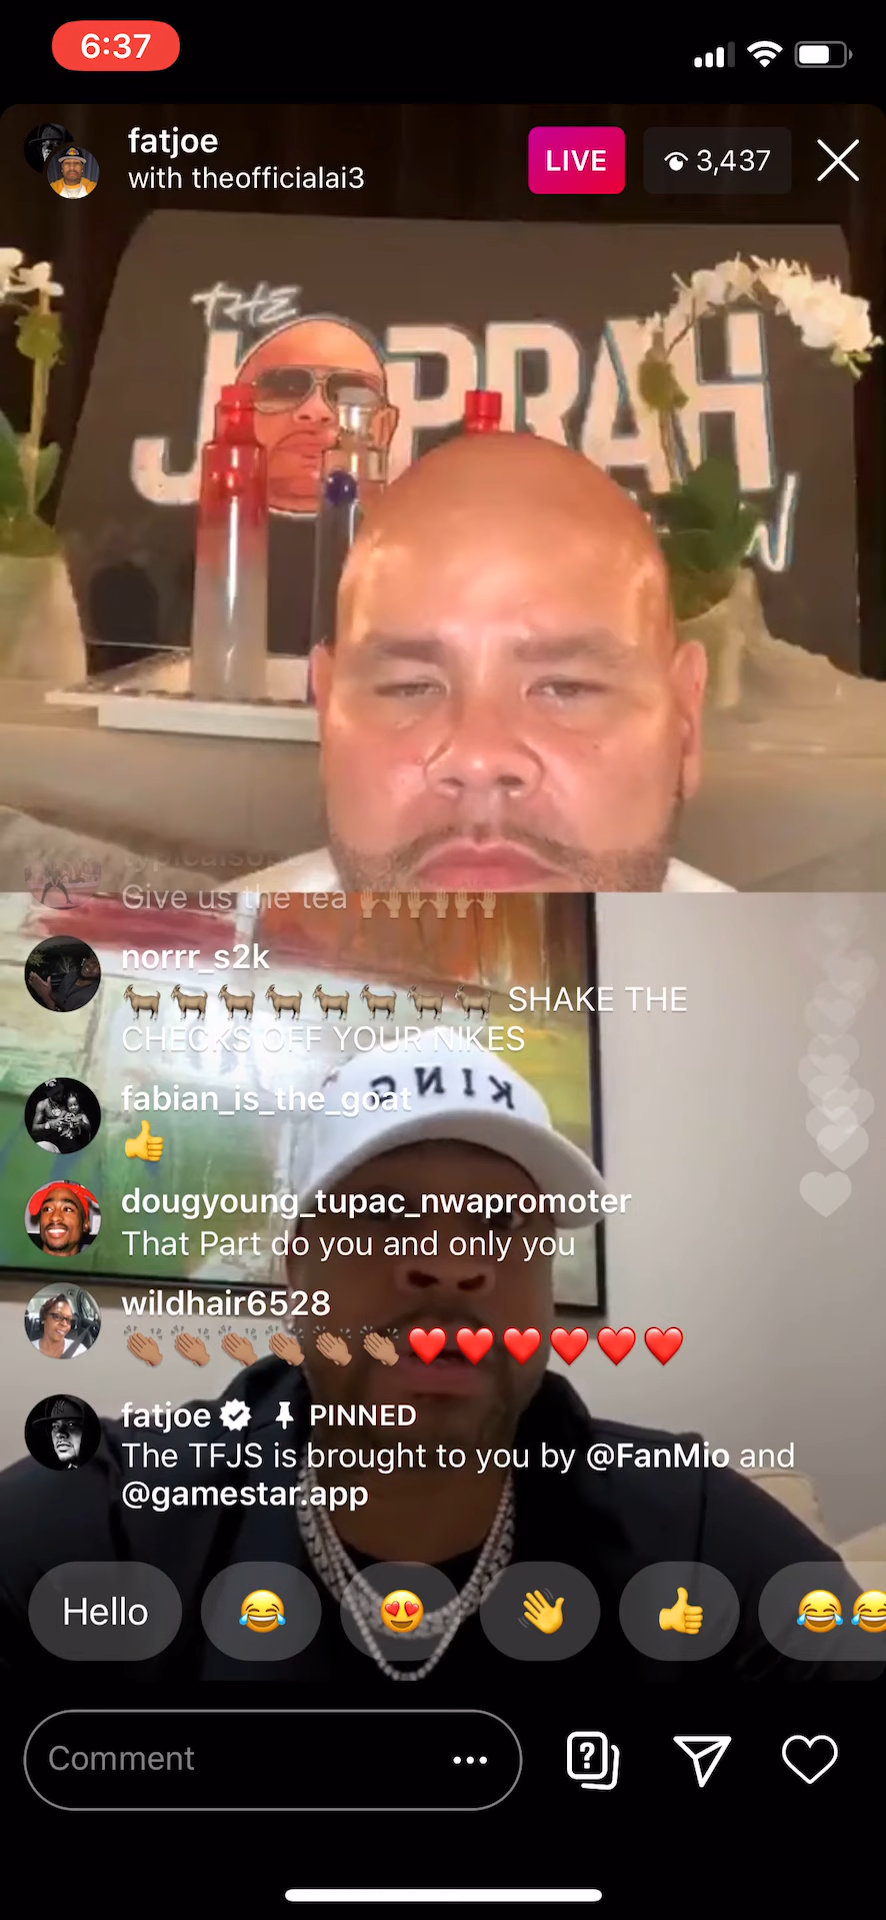 6:37
fatjoe
with theofficialai3
LIVE
3,437
THE
J PRAH
Give us the tea 🙌🏽🙌🏽🙌🏽
norrr_s2k
🐐🐐🐐🐐🐐🐐🐐🐐 SHAKE THE
CHECKS OFF YOUR NIKES
KING
fabian_is_the_goat
👍
dougyoung_tupac_nwapromoter
That Part do you and only you
wildhair6528
👏🏽👏🏽👏🏽👏🏽👏🏽👏🏽❤️❤️❤️❤️❤️❤️
fatjoe PINNED
The TFJS is brought to you by @FanMio and
@gamestar.app
Hello 😂 😍 👋 👍 😂😂
Comment